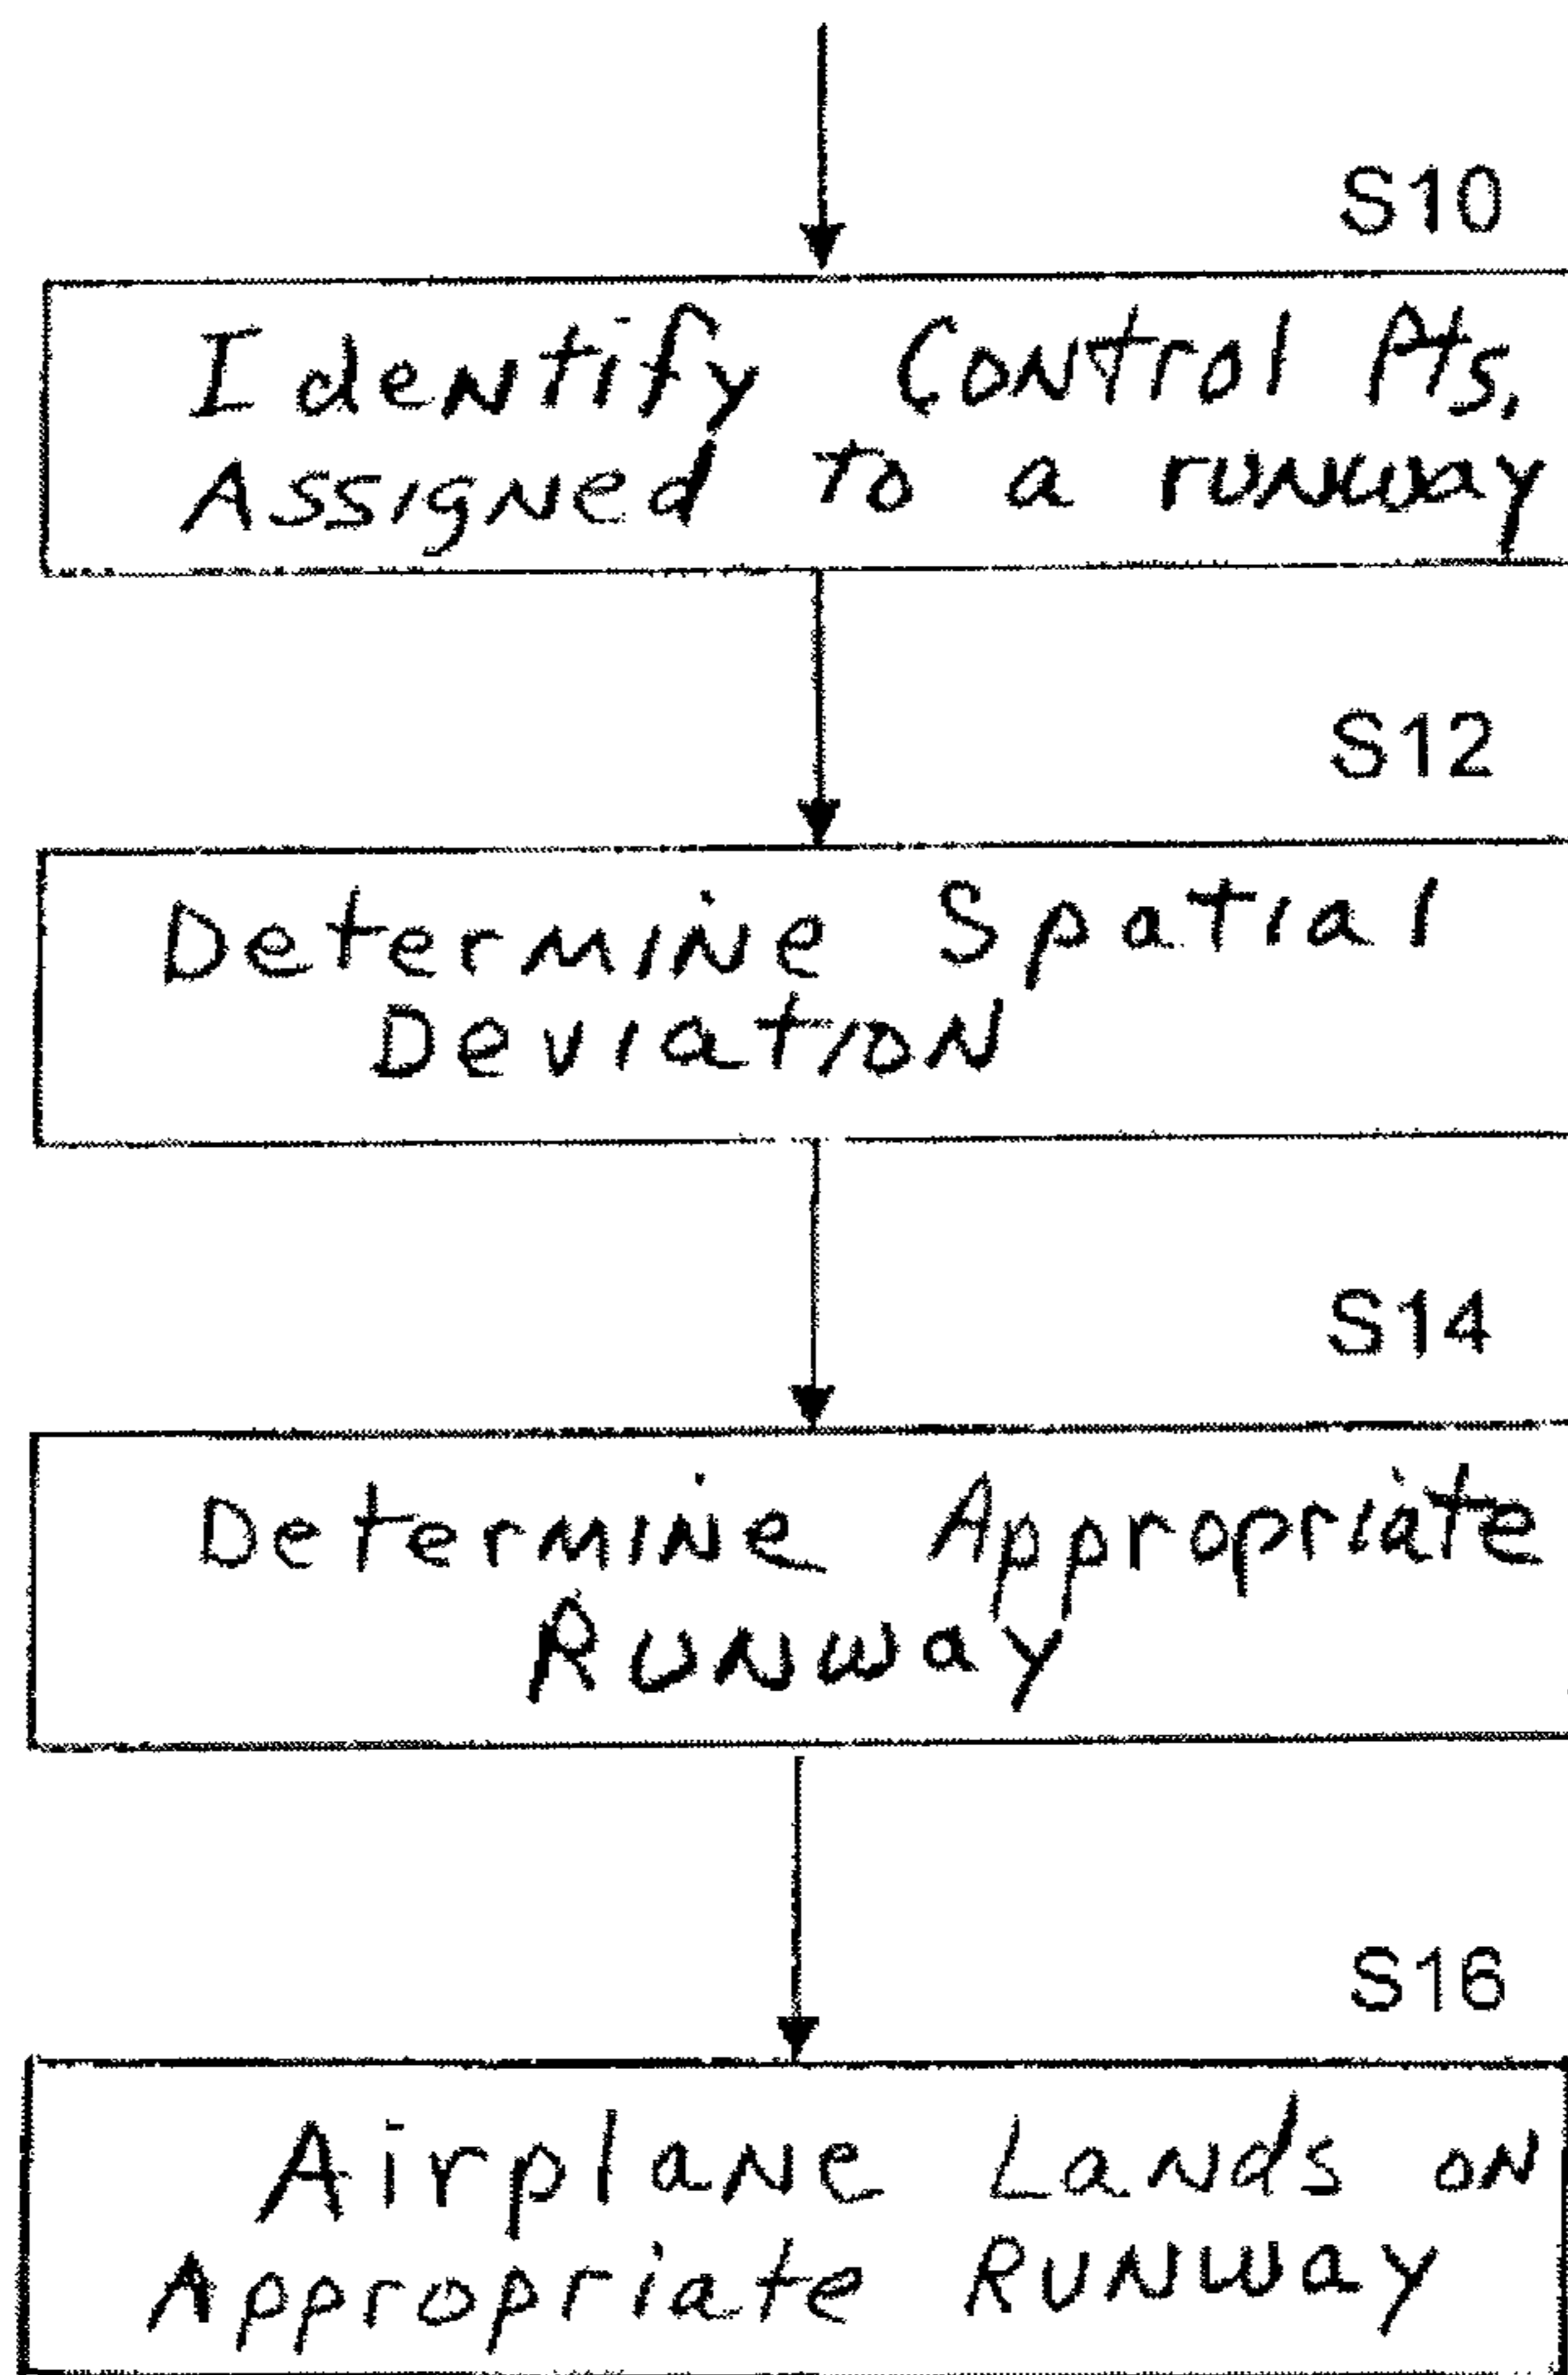 S10
Identify Control Pts.
Assigned to a runway
S12
Determine Spatial
Deviation
S14
Determine Appropriate
Runway
S16
Airplane Lands on
Appropriate Runway